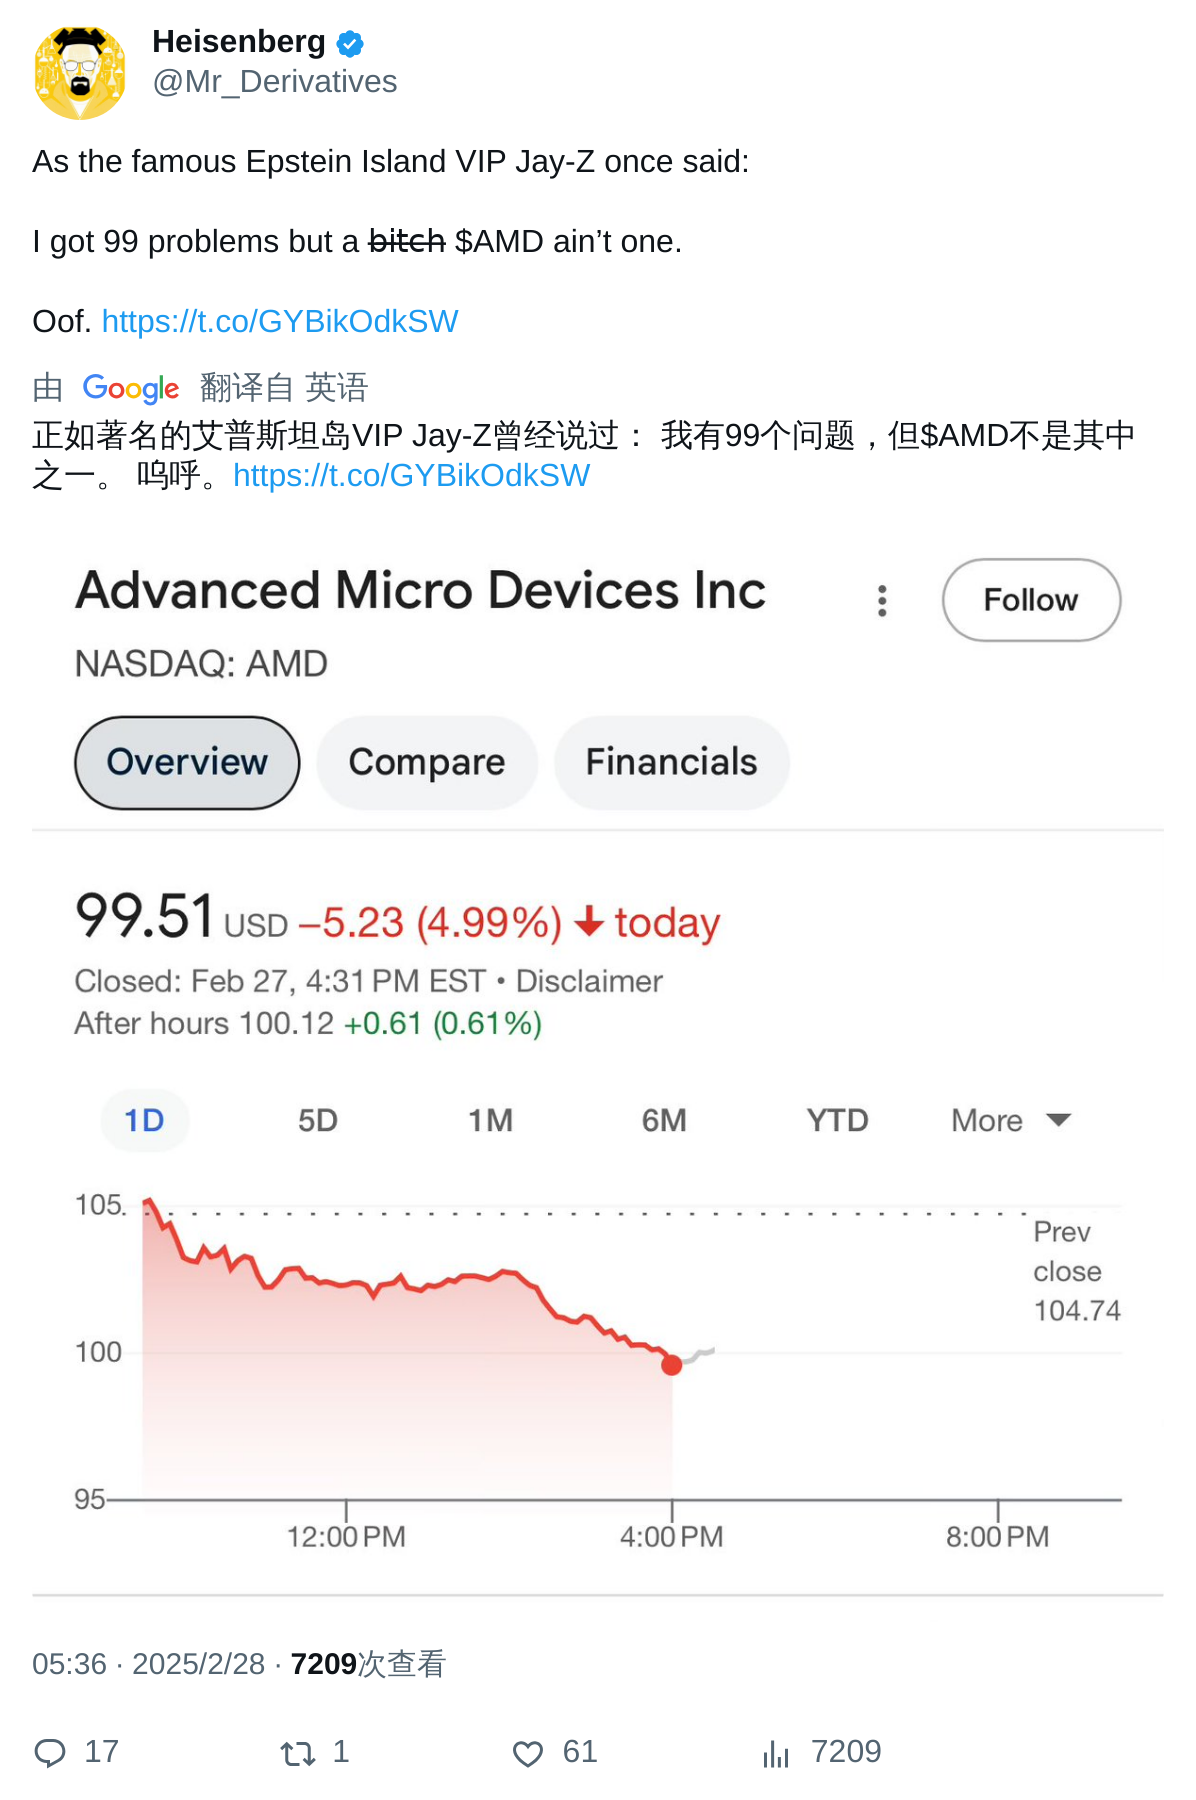 Heisenberg
@Mr_Derivatives
As the famous Epstein Island VIP Jay-Z once said:
I got 99 problems but a bitch $AMD ain’t one.
Oof. https://t.co/GYBikOdkSW
由 Google 翻译自 英语
正如著名的艾普斯坦岛VIP Jay-Z曾经说过： 我有99个问题，但$AMD不是其中
之一。 呜呼。https://t.co/GYBikOdkSW
Advanced Micro Devices Inc
Follow
NASDAQ: AMD
Overview Compare Financials
99.51 USD −5.23 (4.99%) today
Closed: Feb 27, 4:31 PM EST • Disclaimer
After hours 100.12 +0.61 (0.61%)
1D 5D 1M 6M YTD More
105
Prev
close
104.74
100
95
12:00 PM 4:00 PM 8:00 PM
05:36 · 2025/2/28 · 7209次查看
17 1 61 7209